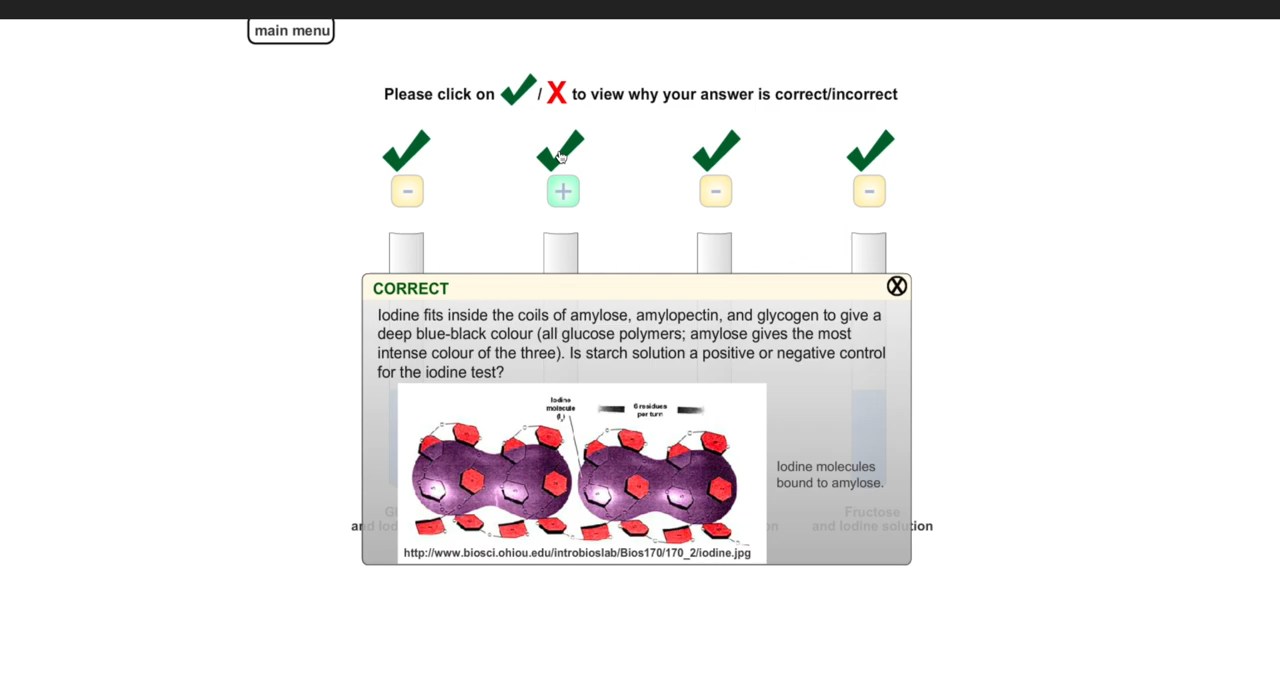 main menu
Please click on / X to view why your answer is correct/incorrect
- + - -
CORRECT X
Iodine fits inside the coils of amylose, amylopectin, and glycogen to give a
deep blue-black colour (all glucose polymers; amylose gives the most
intense colour of the three). Is starch solution a positive or negative control
for the iodine test?
Iodine
molecule
(I₂)
6 residues
per turn
Iodine molecules
bound to amylose.
http://www.biosci.ohiou.edu/introbioslab/Bios170/170_2/iodine.jpg
Fructose
and Iodine solution